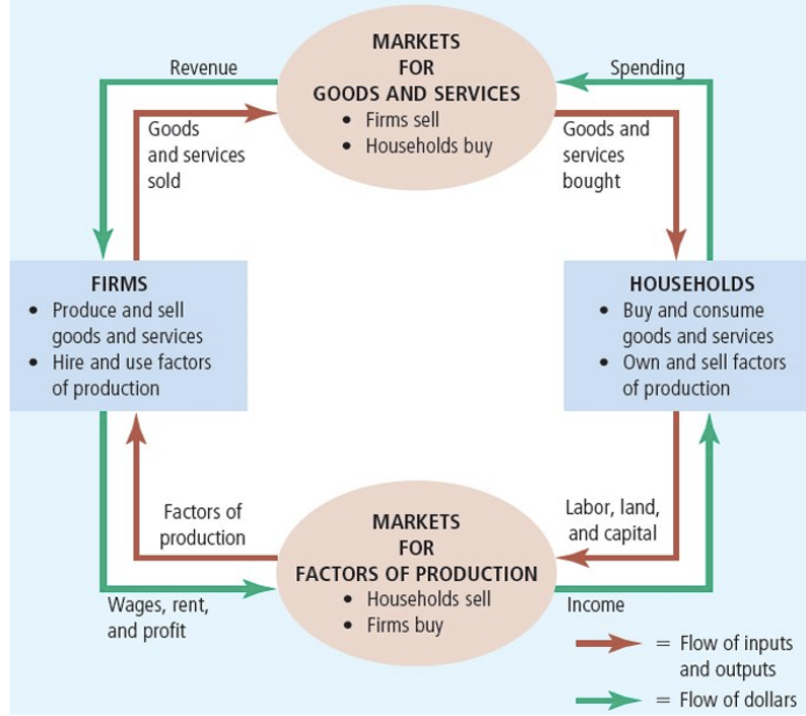 MARKETS
FOR
GOODS AND SERVICES
• Firms sell
• Households buy
Revenue
Spending
Goods
and services
sold
Goods and
services
bought
FIRMS
• Produce and sell
goods and services
• Hire and use factors
of production
HOUSEHOLDS
• Buy and consume
goods and services
• Own and sell factors
of production
Factors of
production
Labor, land,
and capital
MARKETS
FOR
FACTORS OF PRODUCTION
• Households sell
• Firms buy
Wages, rent,
and profit
Income
= Flow of inputs
and outputs
= Flow of dollars